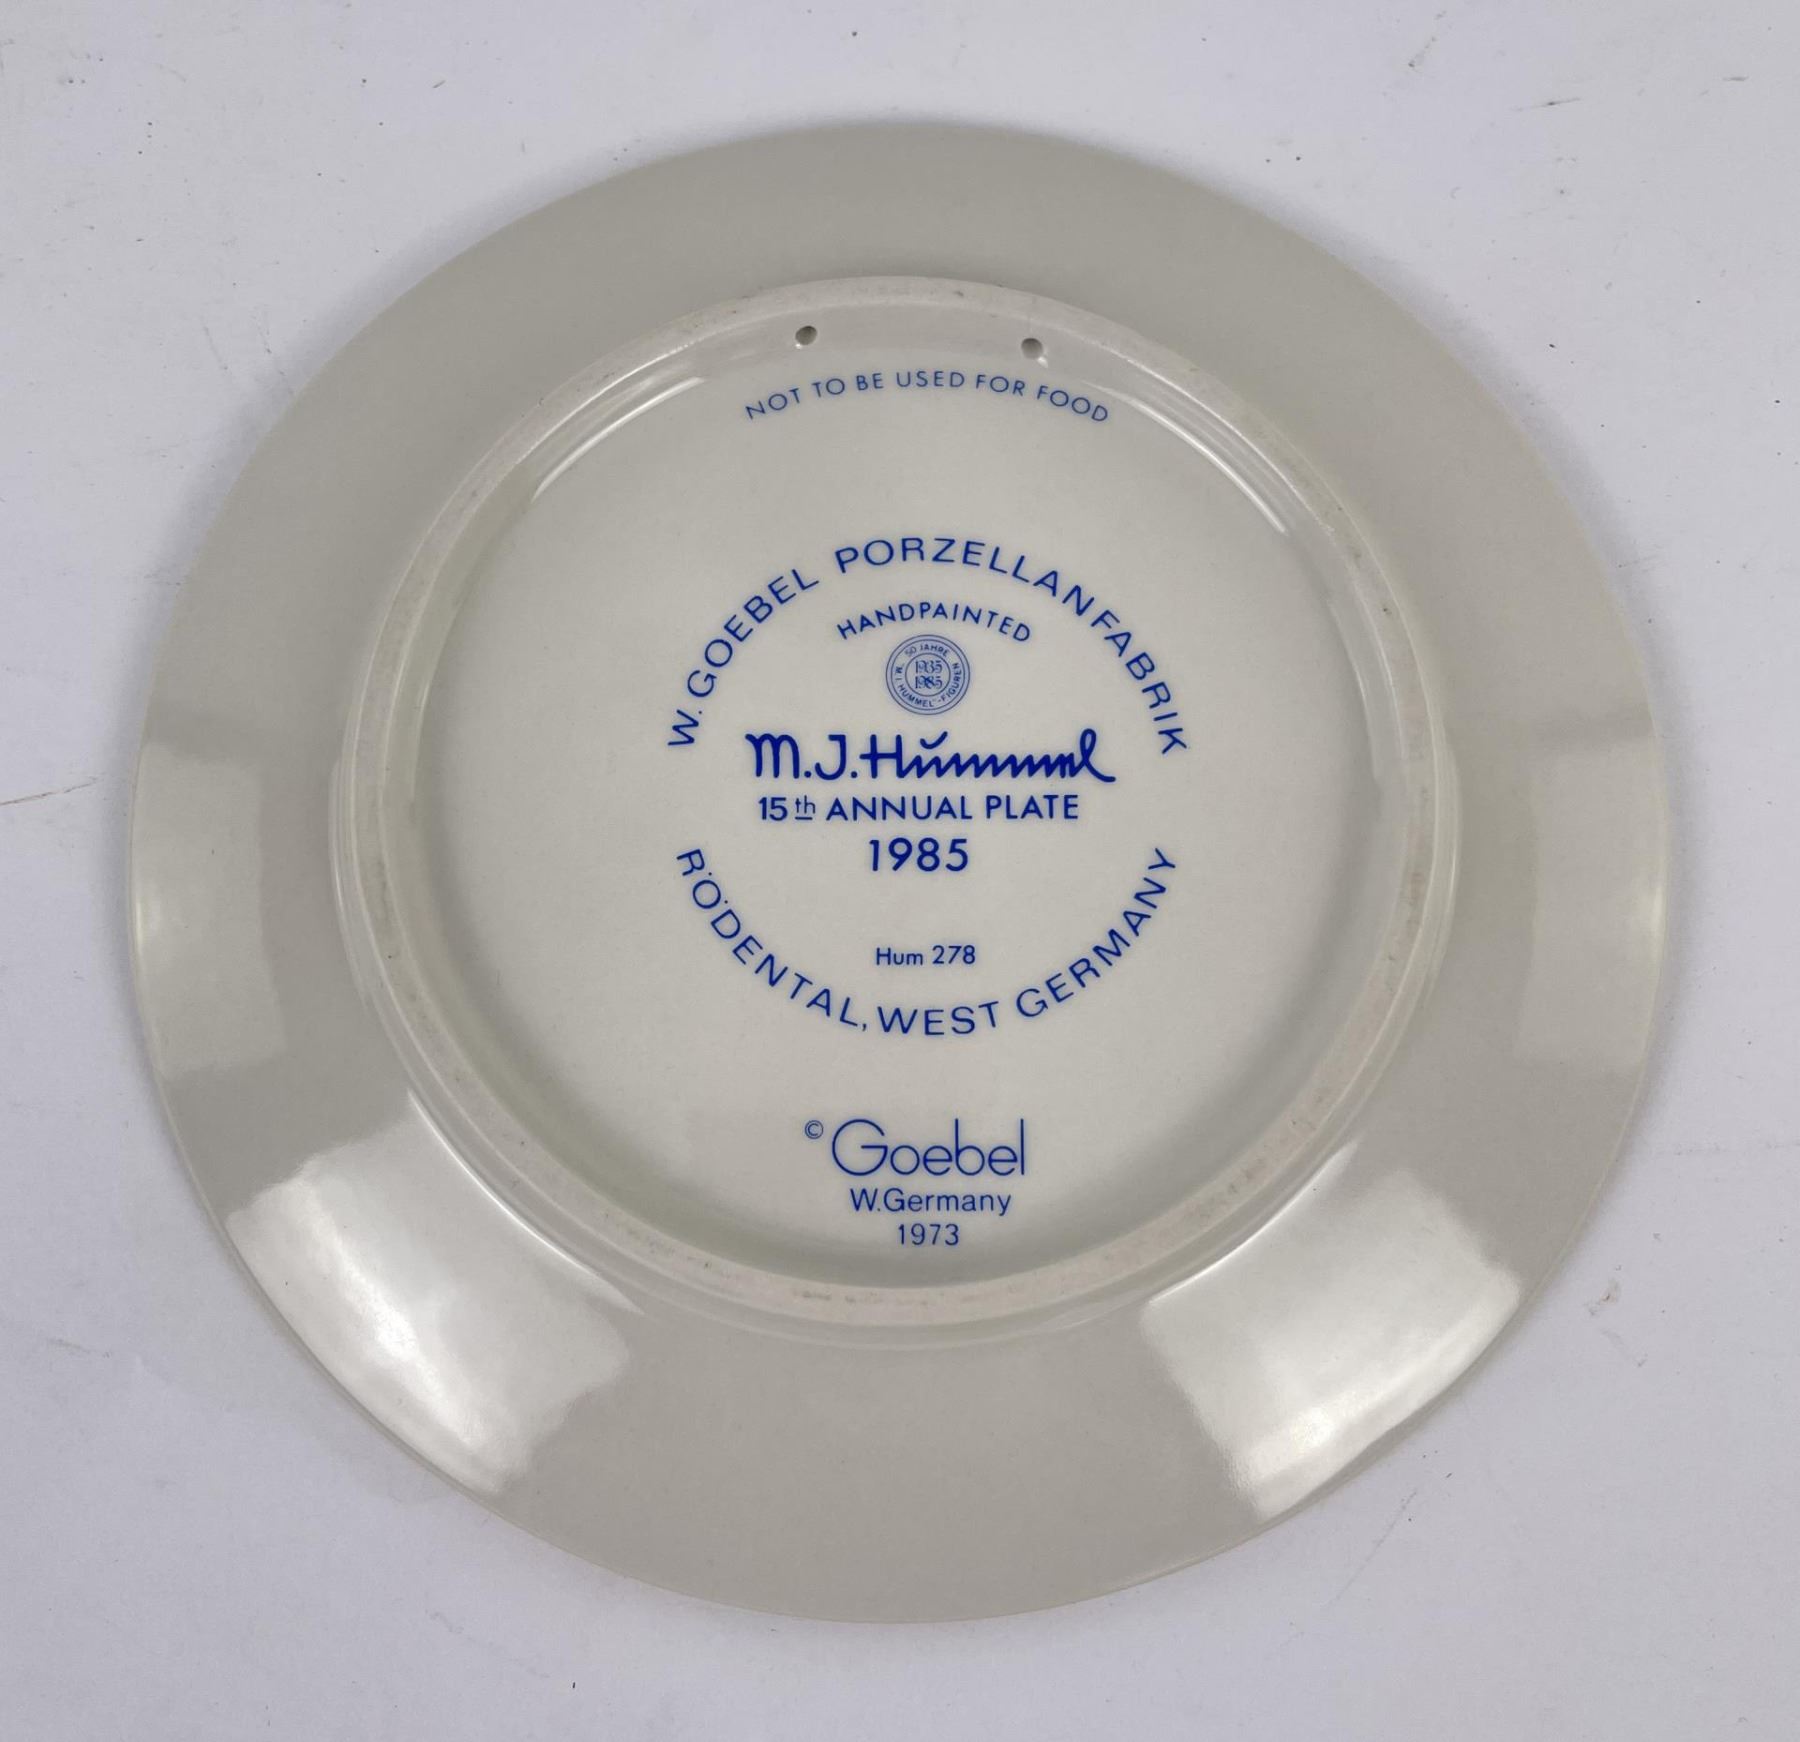 NOT TO BE USED FOR FOOD
W. GOEBEL PORZELLANFABRIK
HANDPAINTED
50 JAHRE
1935
1985
"M.I. HUMMEL"-FIGUREN
M.J. Hummel
15th ANNUAL PLATE
1985
Hum 278
RÖDENTAL, WEST GERMANY
© Goebel
W.Germany
1973